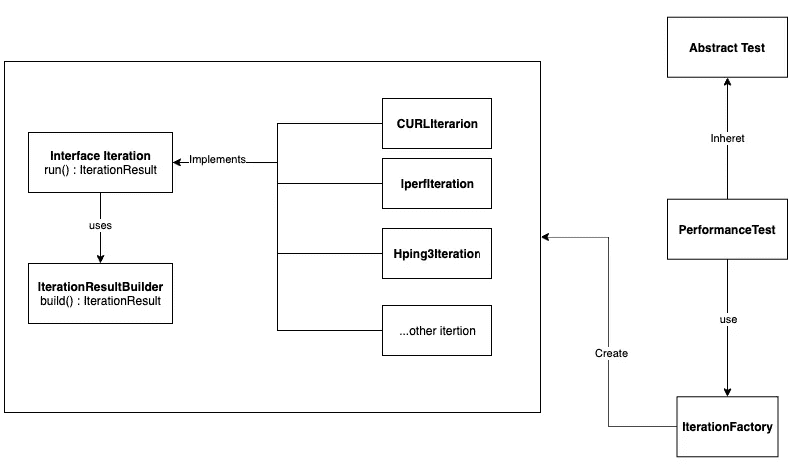 Abstract Test
Inheret
PerformanceTest
use
IterationFactory
Create
CURLIterarion
IperfIteration
Hping3Iteration
...other itertion
Implements
Interface Iteration
run() : IterationResult
uses
IterationResultBuilder
build() : IterationResult